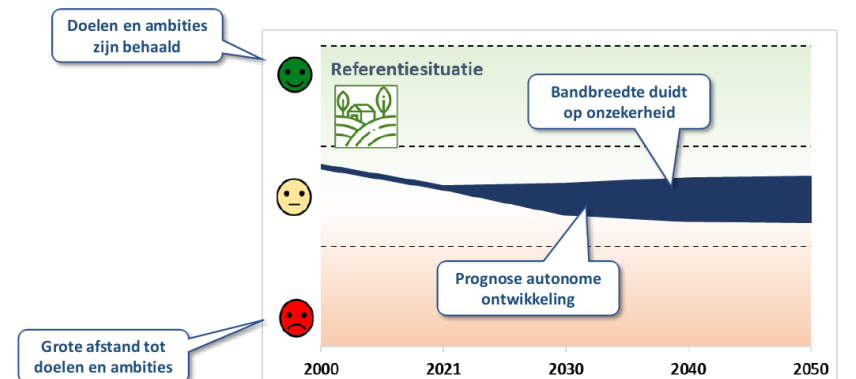 Doelen en ambities
zijn behaald
Referentiesituatie
Bandbreedte duidt
op onzekerheid
Prognose autonome
ontwikkeling
Grote afstand tot
doelen en ambities
2000 2021 2030 2040 2050